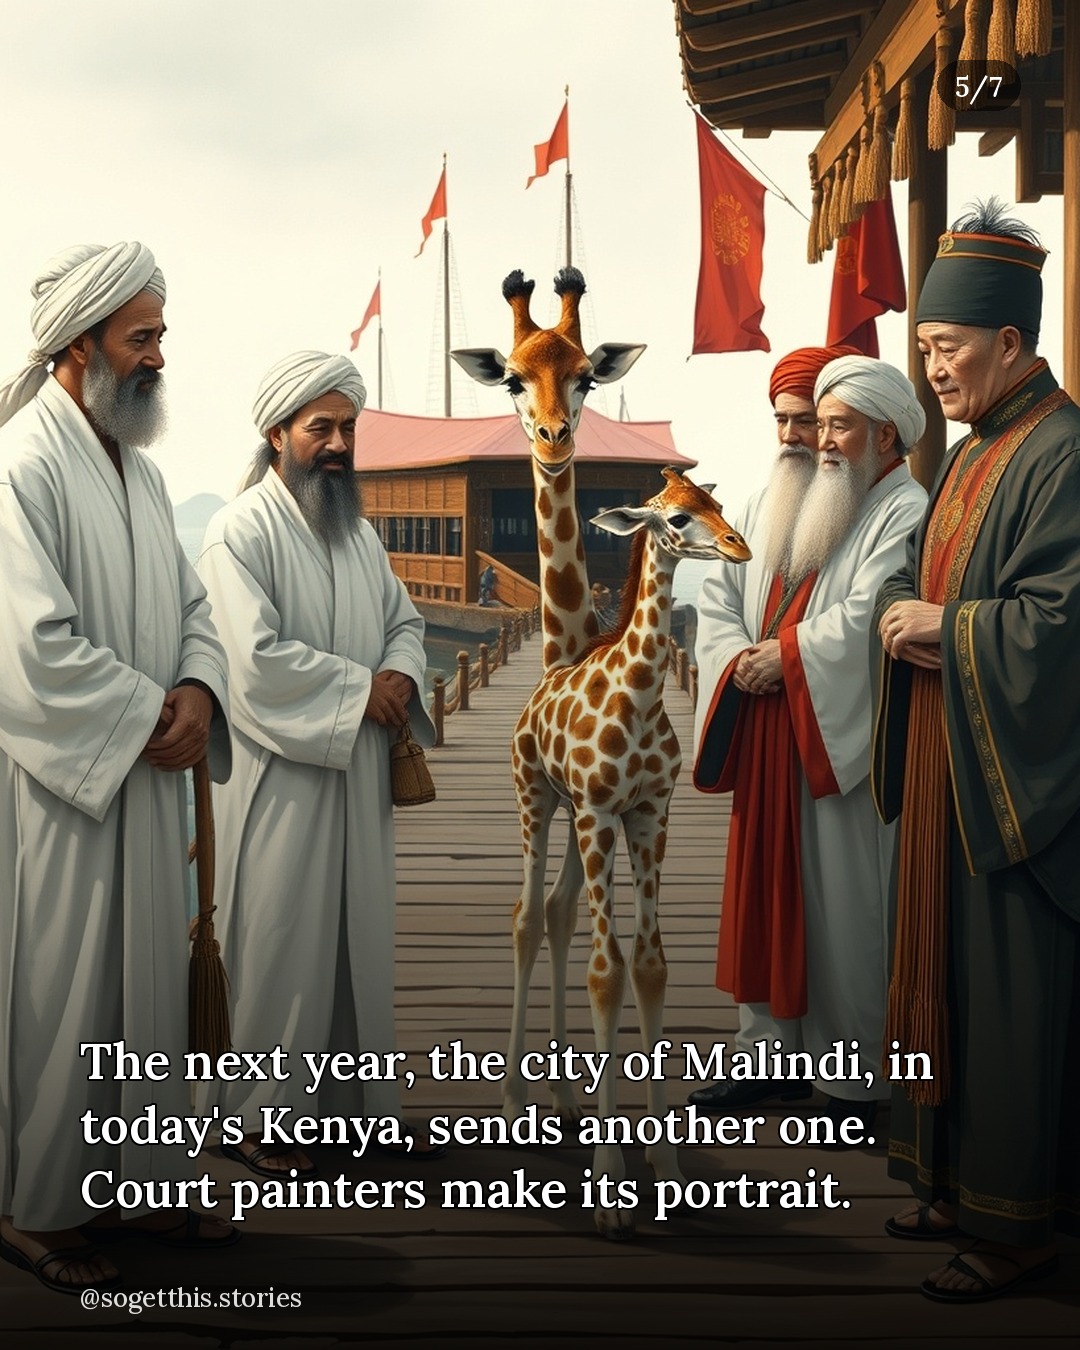 5/7
The next year, the city of Malindi, in
today's Kenya, sends another one.
Court painters make its portrait.
@sogetthis.stories